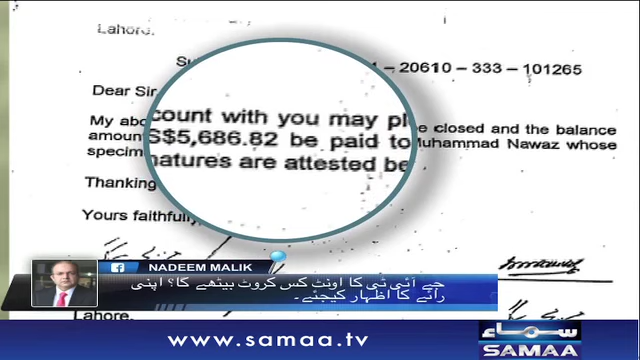 Lahore.
1 - 20610 - 333 - 101265
Dear Sir
My abo
count with you may pl
closed and the balance
amoun
S$5,686.82 be paid to
Muhammad Nawaz whose
specim
natures are attested be
Thanking
Yours faithfully
NADEEM MALIK
جے آئی ٹی کا اونٹ کس کروٹ بیٹھے گا؟ اپنی
رائے کا اظہار کیجئے۔
Lahore.
www.samaa.tv
سماء
SAMAA